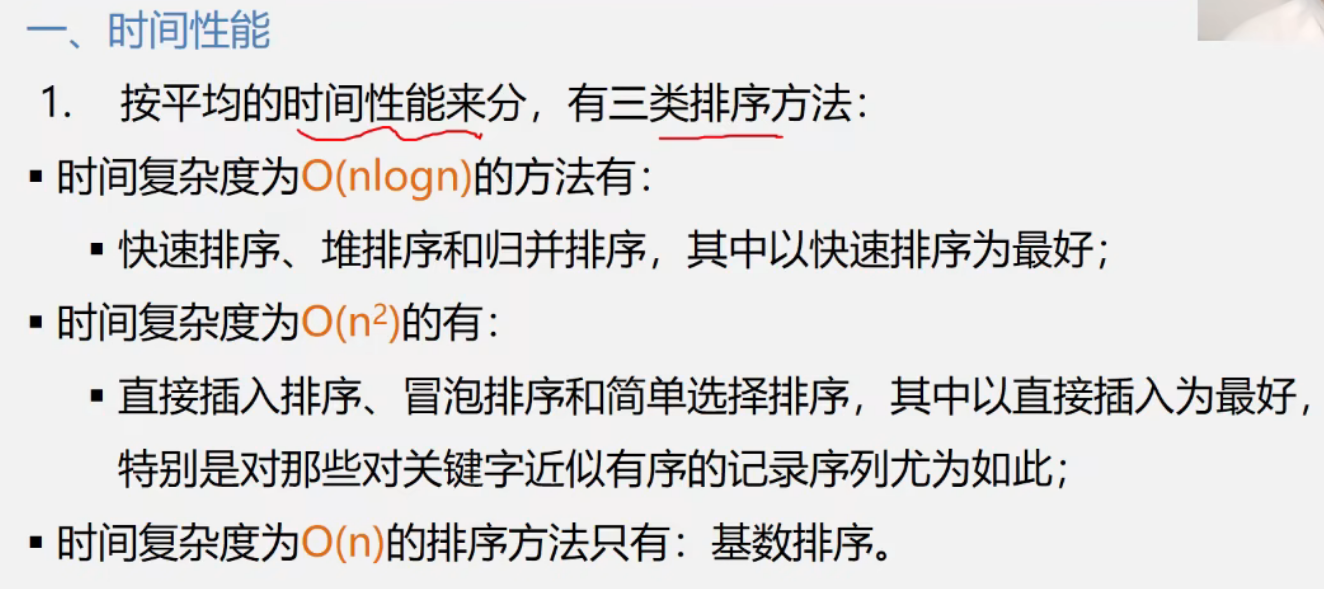 一、时间性能
1. 按平均的时间性能来分，有三类排序方法：
▪ 时间复杂度为O(nlogn)的方法有：
▪ 快速排序、堆排序和归并排序，其中以快速排序为最好；
▪ 时间复杂度为O(n²)的有：
▪ 直接插入排序、冒泡排序和简单选择排序，其中以直接插入为最好，
特别是对那些对关键字近似有序的记录序列尤为如此；
▪ 时间复杂度为O(n)的排序方法只有：基数排序。